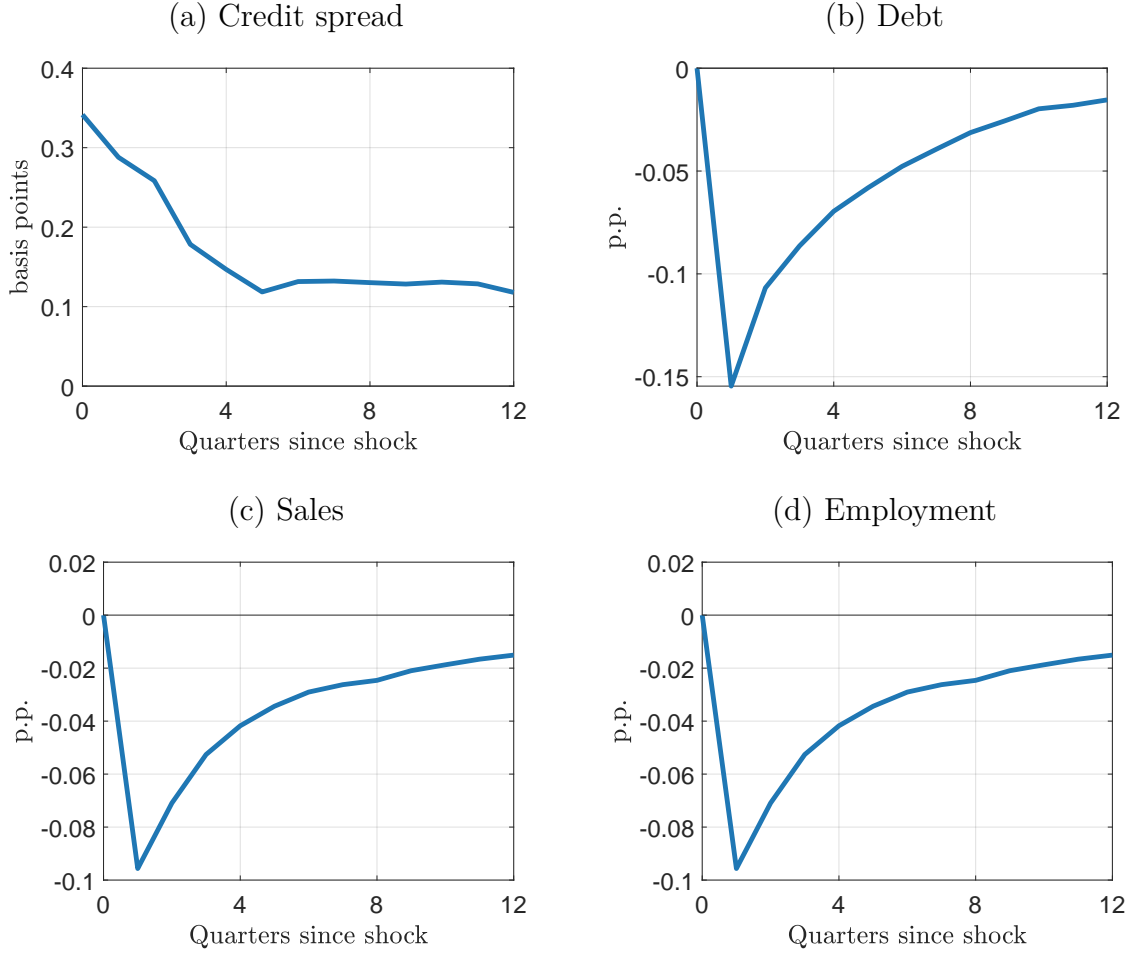 (a) Credit spread
0.4
0.3
0.2
0.1
0
basis points
0 4 8 12
Quarters since shock
(b) Debt
0
-0.05
-0.1
-0.15
p.p.
0 4 8 12
Quarters since shock
(c) Sales
0.02
0
-0.02
-0.04
-0.06
-0.08
-0.1
p.p.
0 4 8 12
Quarters since shock
(d) Employment
0.02
0
-0.02
-0.04
-0.06
-0.08
-0.1
p.p.
0 4 8 12
Quarters since shock